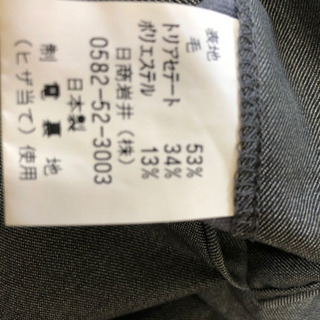 表地
毛 53%
トリアセテート 34%
ポリエステル 13%
日商岩井(株)
0582-52-3003
日本製
制電裏地
(ヒザ当て)使用